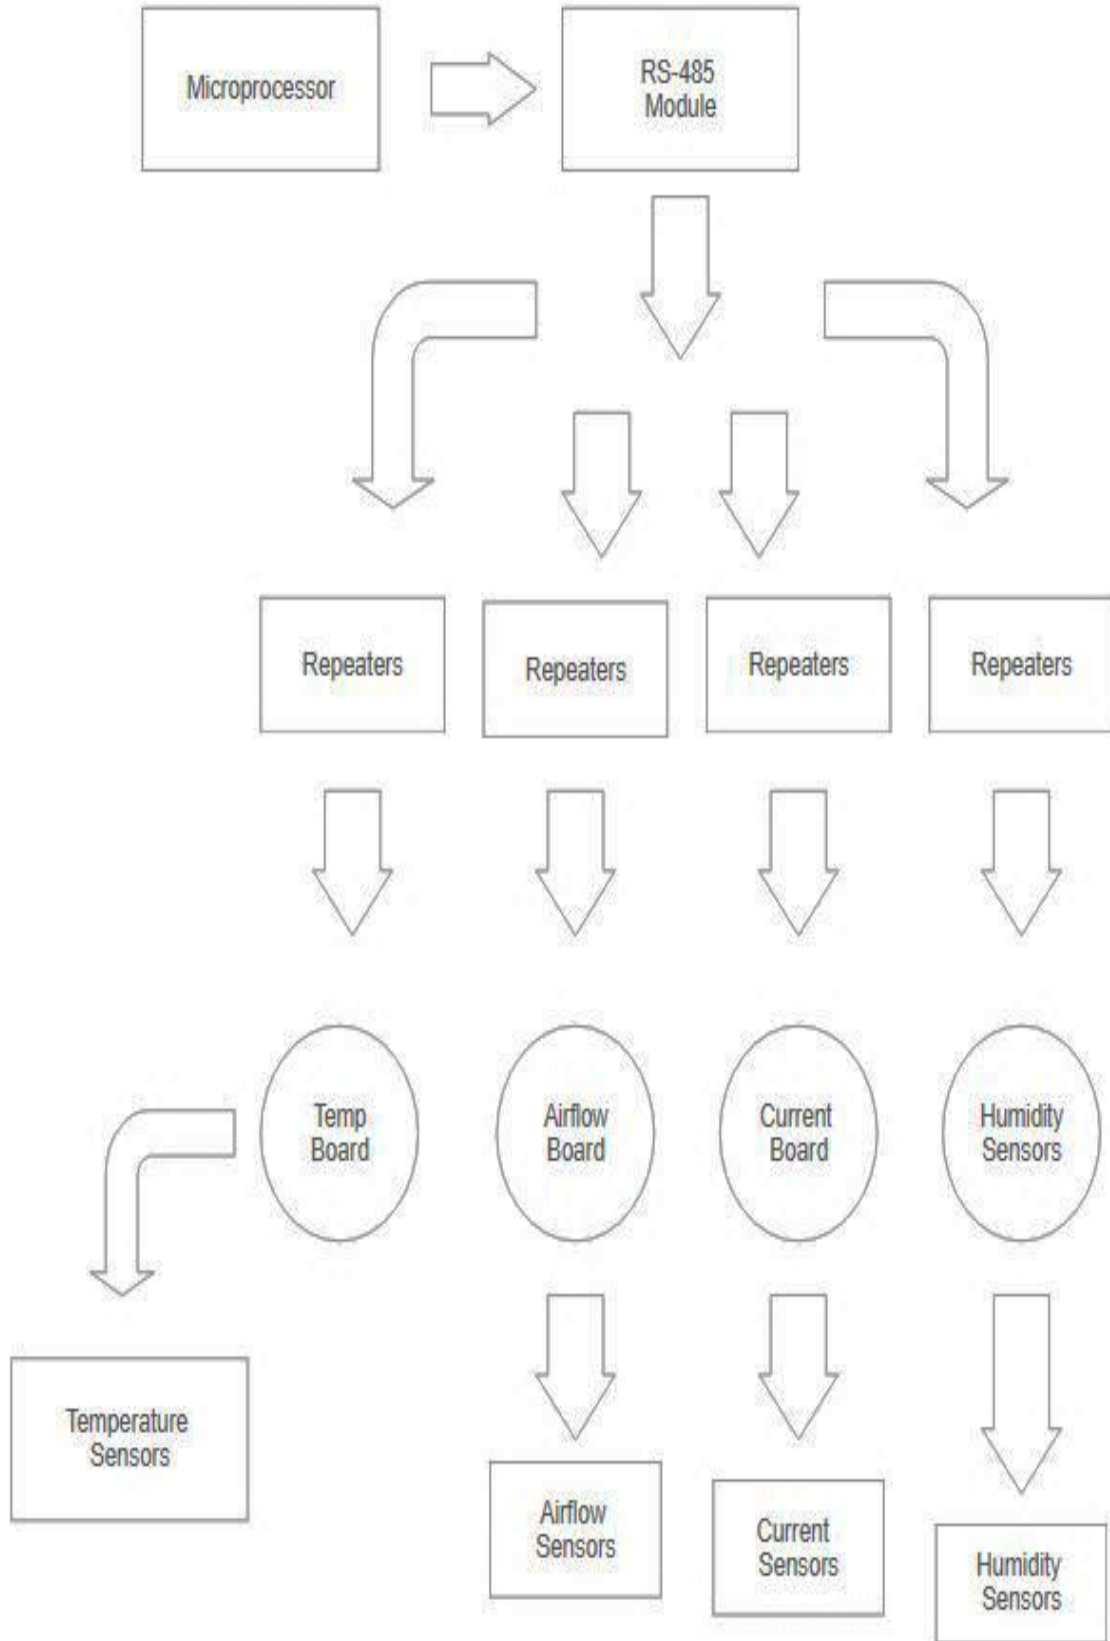 Microprocessor
RS-485
Module
Repeaters
Repeaters
Repeaters
Repeaters
Temp
Board
Airflow
Board
Current
Board
Humidity
Sensors
Temperature
Sensors
Airflow
Sensors
Current
Sensors
Humidity
Sensors